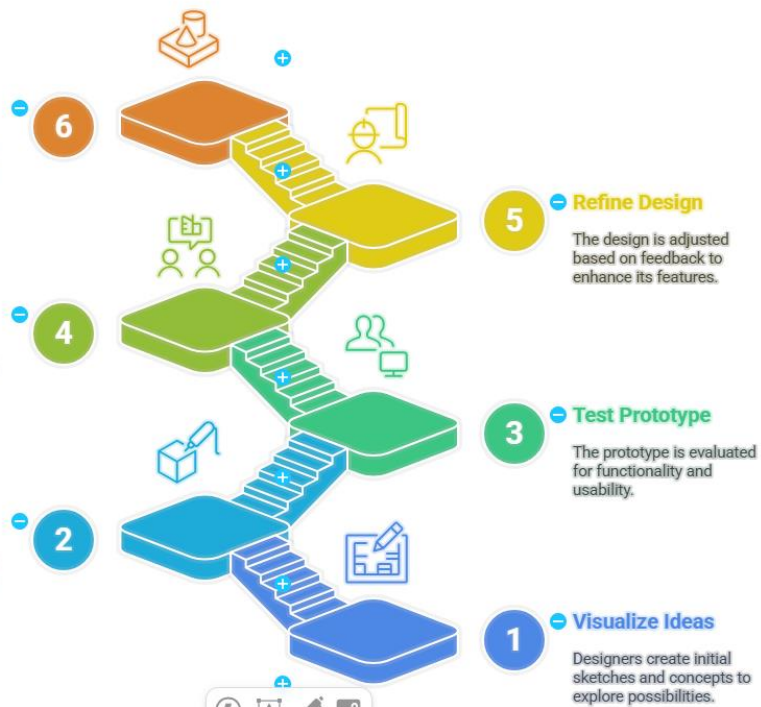 6
5
Refine Design
The design is adjusted
based on feedback to
enhance its features.
4
3
Test Prototype
The prototype is evaluated
for functionality and
usability.
2
1
Visualize Ideas
Designers create initial
sketches and concepts to
explore possibilities.